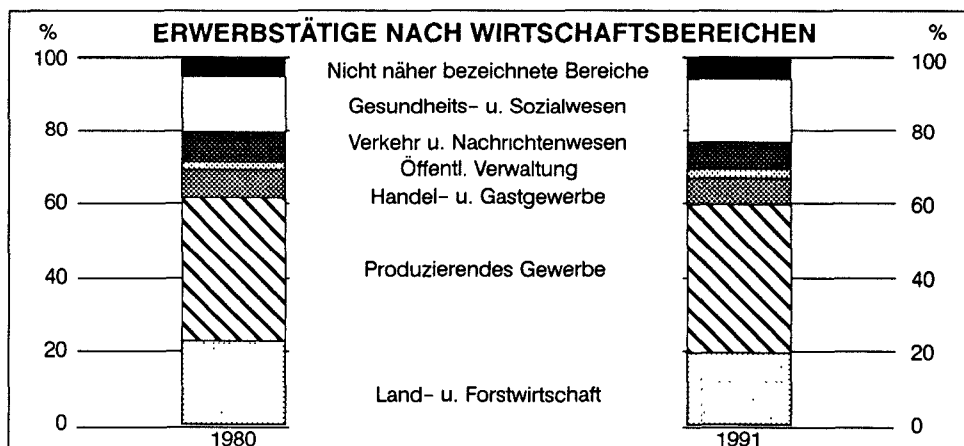 % ERWERBSTÄTIGE NACH WIRTSCHAFTSBEREICHEN %
100 Nicht näher bezeichnete Bereiche 100
Gesundheits- u. Sozialwesen
80 Verkehr u. Nachrichtenwesen 80
Öffentl. Verwaltung
60 Handel- u. Gastgewerbe 60
40 Produzierendes Gewerbe 40
20 20
Land- u. Forstwirtschaft
0 0
1980 1991